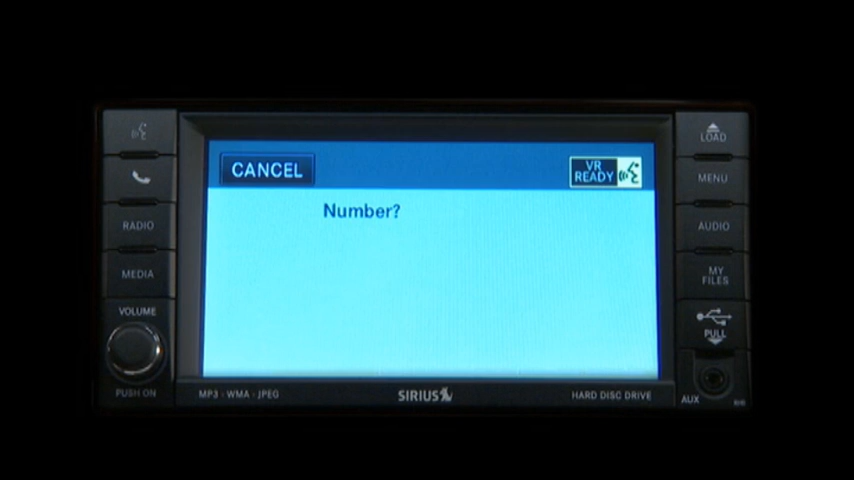 CANCEL
VR
READY
Number?
RADIO
MEDIA
VOLUME
PUSH ON
LOAD
MENU
AUDIO
MY
FILES
PULL
AUX
MP3 · WMA · JPEG
SIRIUS
HARD DISC DRIVE